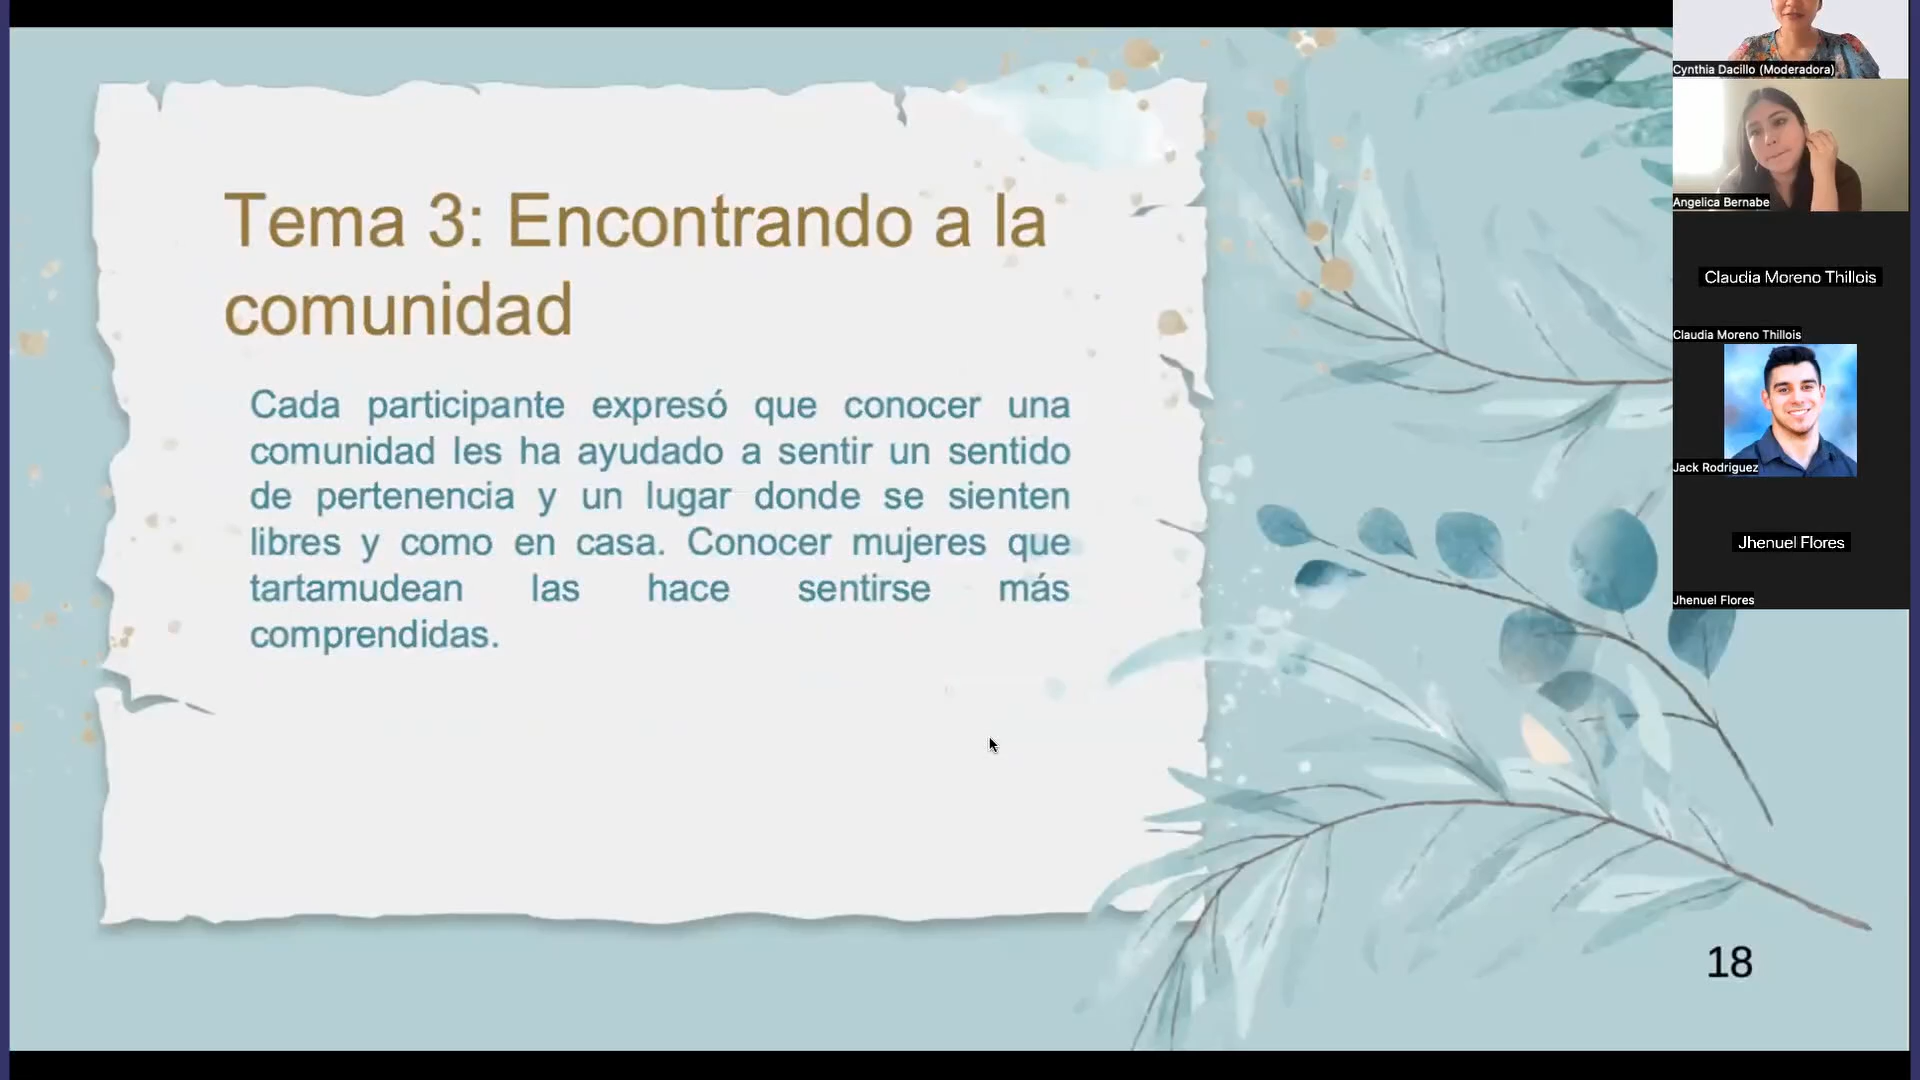 Tema 3: Encontrando a la
comunidad
Cada participante expresó que conocer una
comunidad les ha ayudado a sentir un sentido
de pertenencia y un lugar donde se sienten
libres y como en casa. Conocer mujeres que
tartamudean las hace sentirse más
comprendidas.
18
Cynthia Dacillo (Moderadora)
Angelica Bernabe
Claudia Moreno Thillois
Claudia Moreno Thillois
Jack Rodriguez
Jhenuel Flores
Jhenuel Flores